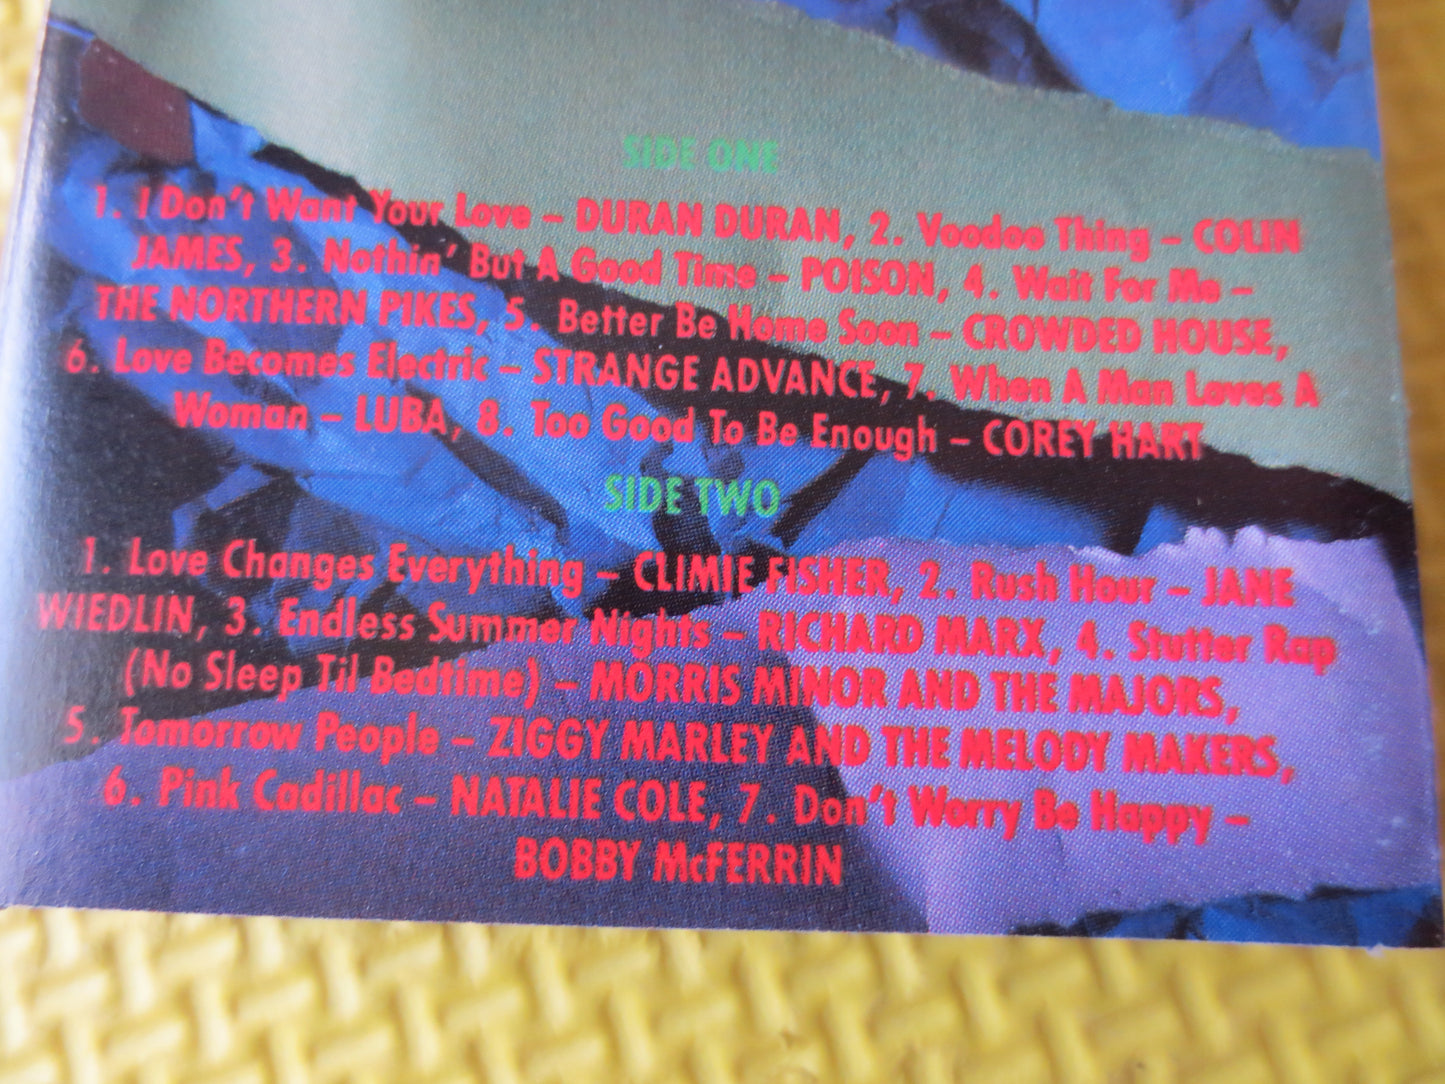 SIDE ONE
1. I Don't Want Your Love – DURAN DURAN, 2. Voodoo Thing – COLIN
JAMES, 3. Nothin' But A Good Time – POISON, 4. Wait For Me –
THE NORTHERN PIKES, 5. Better Be Home Soon – CROWDED HOUSE,
6. Love Becomes Electric – STRANGE ADVANCE, 7. When A Man Loves A
Woman – LUBA, 8. Too Good To Be Enough – COREY HART
SIDE TWO
1. Love Changes Everything – CLIMIE FISHER, 2. Rush Hour – JANE
WIEDLIN, 3. Endless Summer Nights – RICHARD MARX, 4. Stutter Rap
(No Sleep Til Bedtime) – MORRIS MINOR AND THE MAJORS,
5. Tomorrow People – ZIGGY MARLEY AND THE MELODY MAKERS,
6. Pink Cadillac – NATALIE COLE, 7. Don't Worry Be Happy –
BOBBY McFERRIN